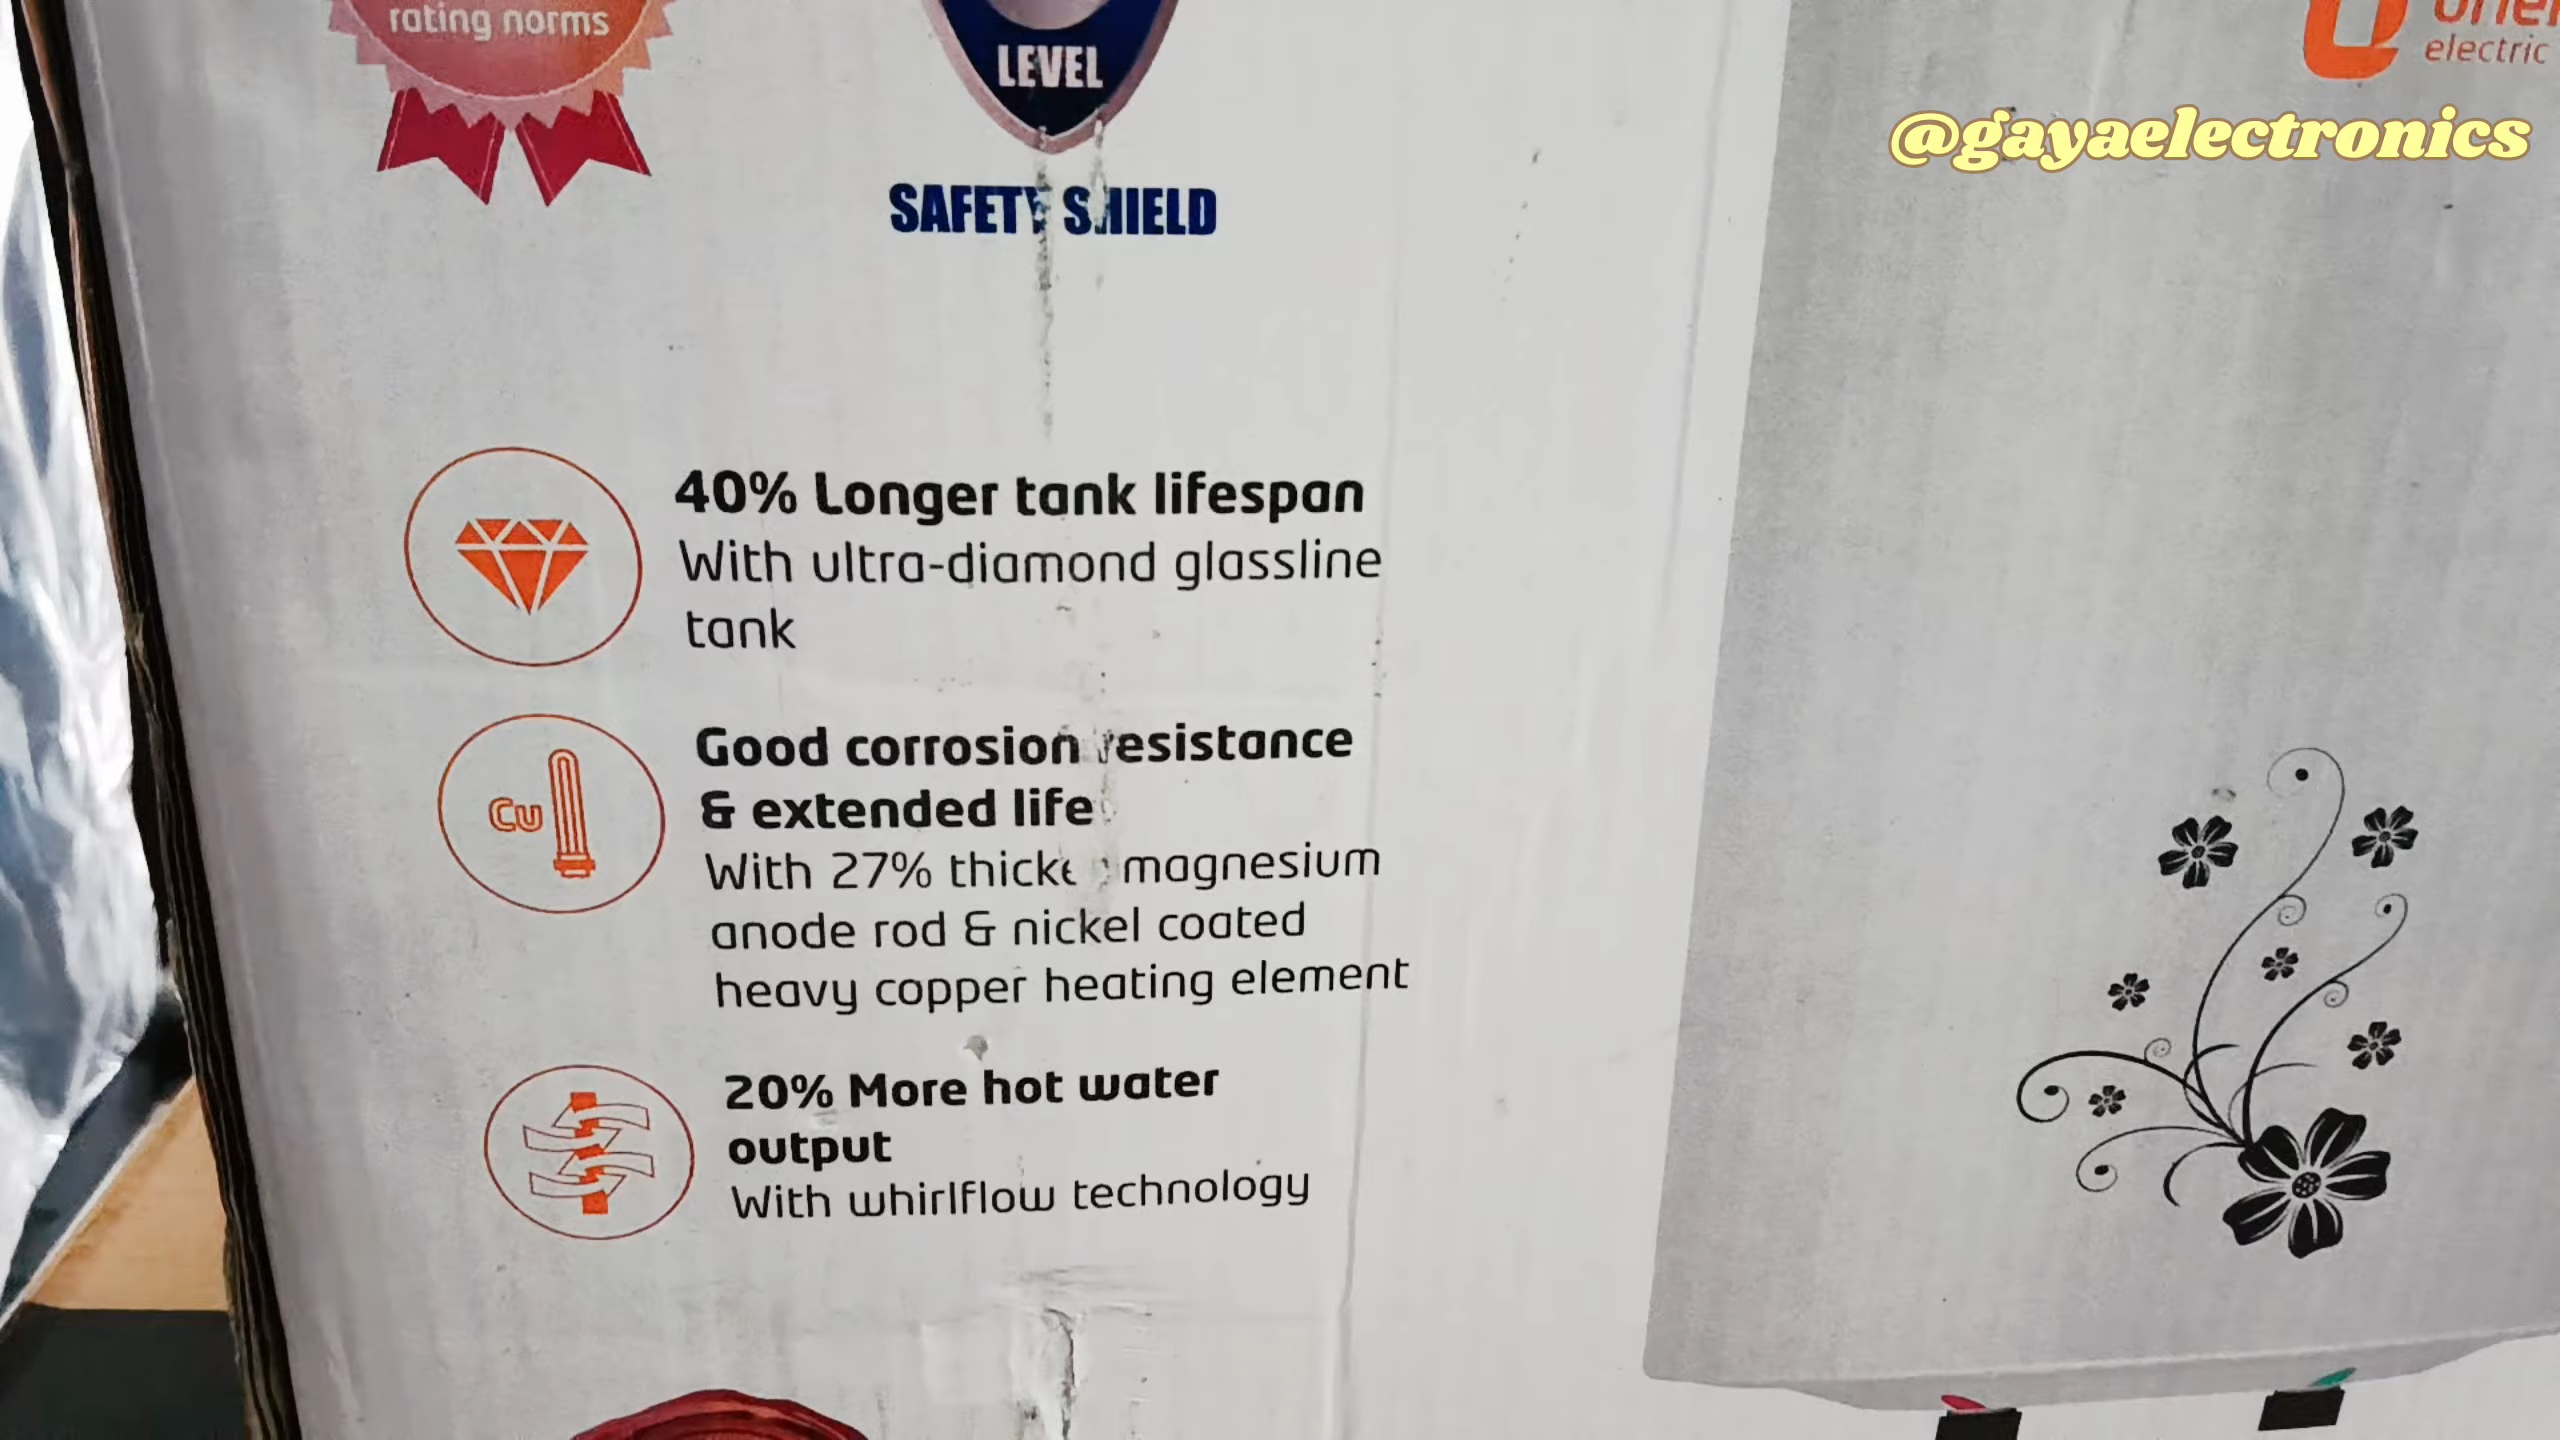 rating norms
LEVEL
SAFETY SHIELD
electric
@gayaelectronics
40% Longer tank lifespan
With ultra-diamond glassline
tank
Cu
Good corrosion resistance
& extended life
With 27% thicker magnesium
anode rod & nickel coated
heavy copper heating element
20% More hot water
output
With whirlflow technology